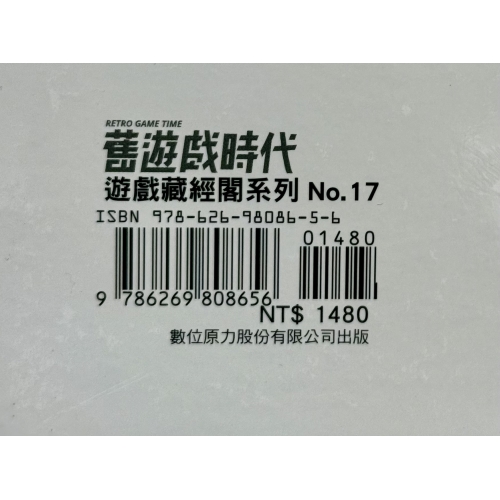 RETRO GAME TIME
舊遊戲時代
遊戲藏經閣系列 No.17
ISBN 978-626-98086-5-6
01480
9 786269 808656
NT$ 1480
數位原力股份有限公司出版